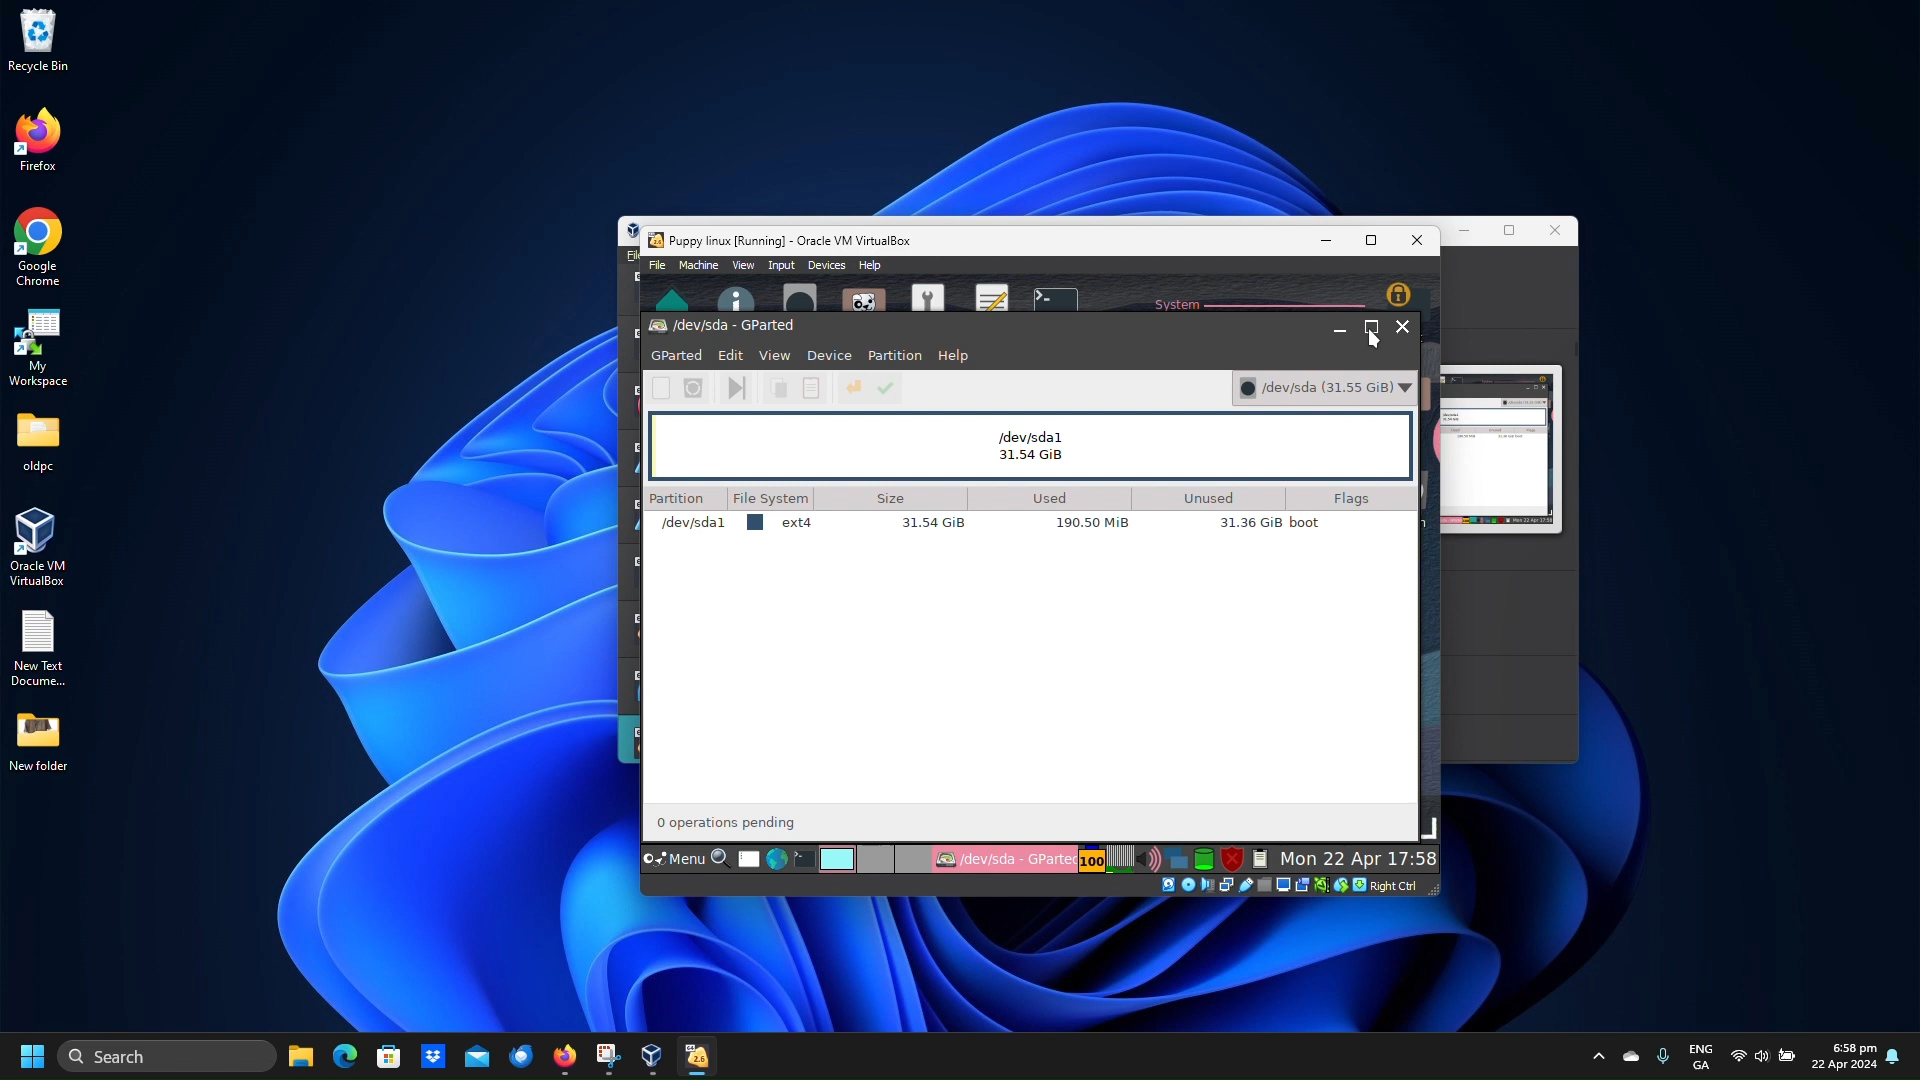 Recycle Bin
Firefox
Google
Chrome
My
Workspace
oldpc
Oracle VM
VirtualBox
New Text
Docume...
New folder
Puppy linux [Running] - Oracle VM VirtualBox
File Machine View Input Devices Help
System
/dev/sda - GParted
GParted Edit View Device Partition Help
/dev/sda (31.55 GiB)
/dev/sda1
31.54 GiB
Partition File System Size Used Unused Flags
/dev/sda1 ext4 31.54 GiB 190.50 MiB 31.36 GiB boot
0 operations pending
Menu /dev/sda - GParted 100 Mon 22 Apr 17:58
Right Ctrl
Search
ENG
GA
6:58 pm
22 Apr 2024